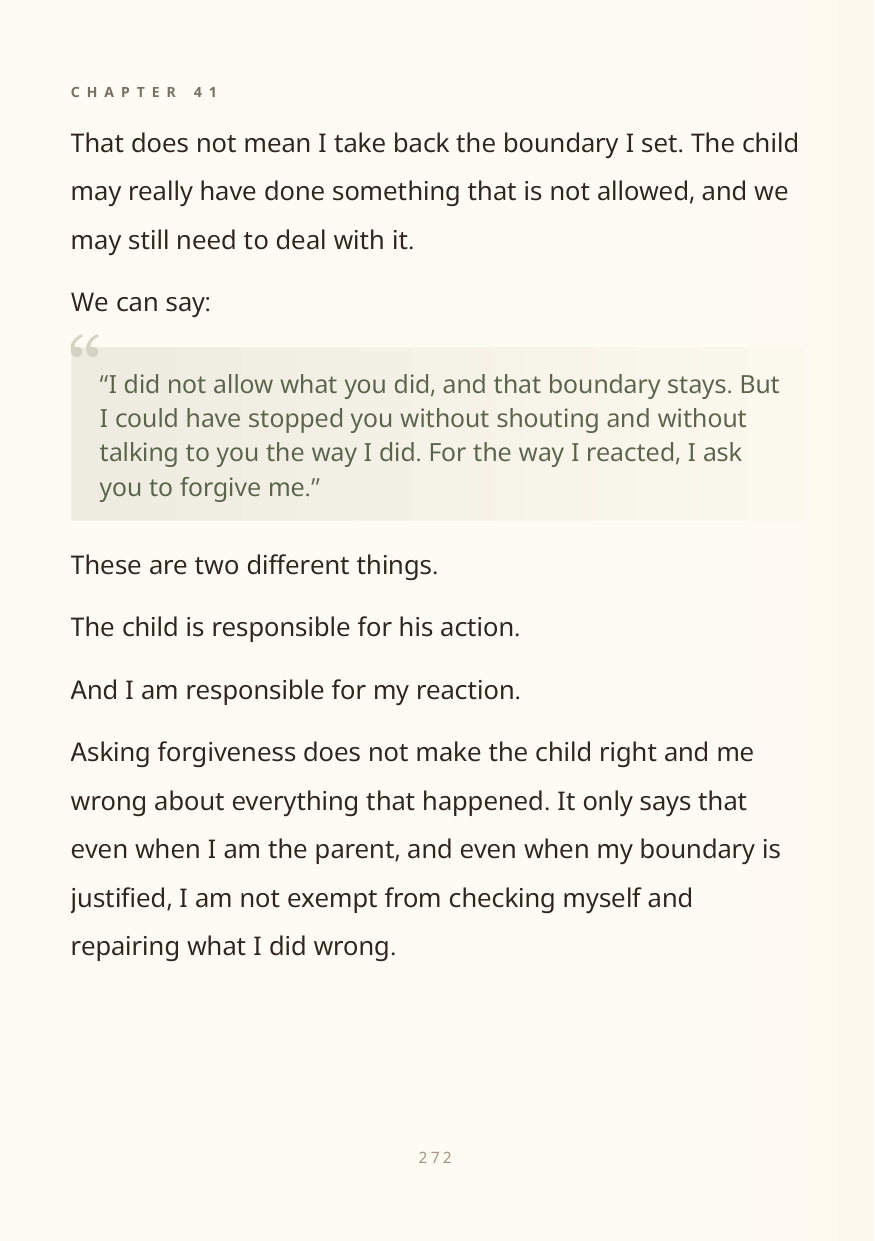 CHAPTER 41
That does not mean I take back the boundary I set. The child
may really have done something that is not allowed, and we
may still need to deal with it.
We can say:
“
“I did not allow what you did, and that boundary stays. But
I could have stopped you without shouting and without
talking to you the way I did. For the way I reacted, I ask
you to forgive me.”
These are two different things.
The child is responsible for his action.
And I am responsible for my reaction.
Asking forgiveness does not make the child right and me
wrong about everything that happened. It only says that
even when I am the parent, and even when my boundary is
justified, I am not exempt from checking myself and
repairing what I did wrong.
272